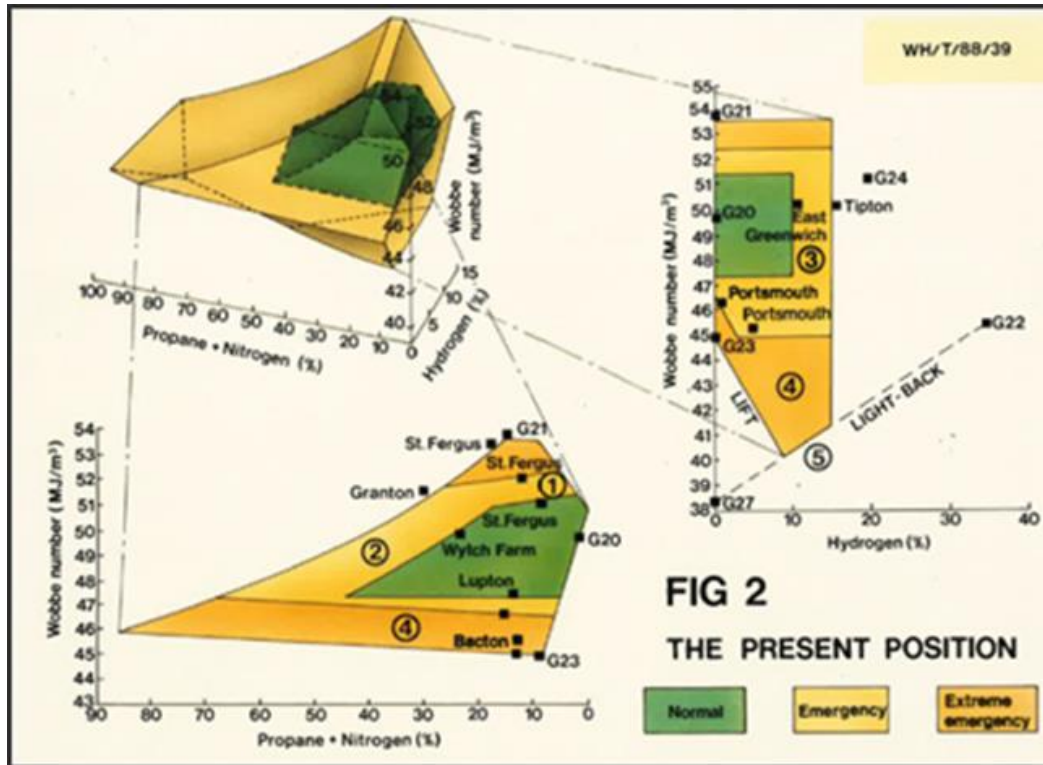 WH/T/88/39
54
52
50
48
46
44
42
40
Wobbe
number (MJ/m³)
15
10
5
0
Hydrogen (%)
100 90 80 70 60 50 40 30 20 10 0
Propane + Nitrogen (%)
55
54
53
52
51
50
49
48
47
46
45
44
43
42
41
40
39
38
Wobbe number (MJ/m³)
G21
G24
G20
East
Greenwich
Tipton
③
Portsmouth
Portsmouth
G23
G22
④
LIFT
LIGHT-BACK
⑤
G27
0 10 20 30 40
Hydrogen (%)
54
53
52
51
50
49
48
47
46
45
44
43
Wobbe number (MJ/m³)
G21
St. Fergus
St. Fergus
①
Granton
St. Fergus
G20
②
Wytch Farm
Lupton
④
Bacton
G23
90 80 70 60 50 40 30 20 10 0
Propane + Nitrogen (%)
FIG 2
THE PRESENT POSITION
Normal
Emergency
Extreme
emergency